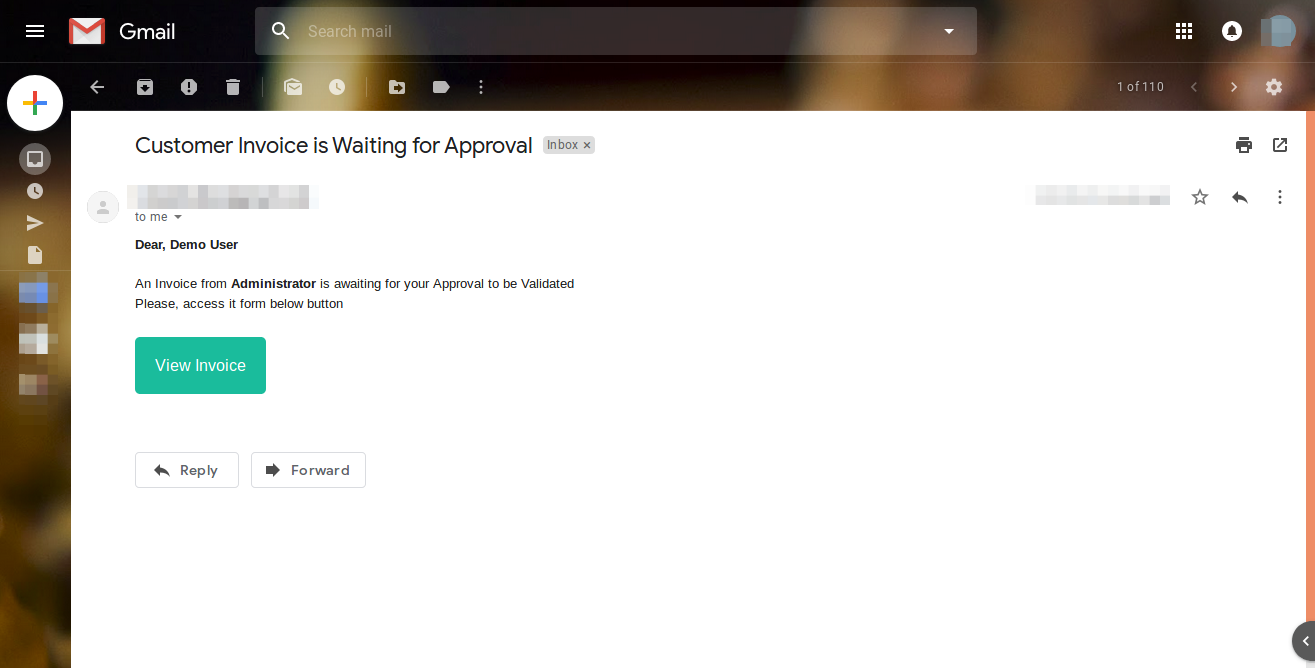 Gmail
Search mail
1 of 110
Customer Invoice is Waiting for Approval
Inbox ×
to me
Dear, Demo User
An Invoice from Administrator is awaiting for your Approval to be Validated
Please, access it form below button
View Invoice
Reply
Forward